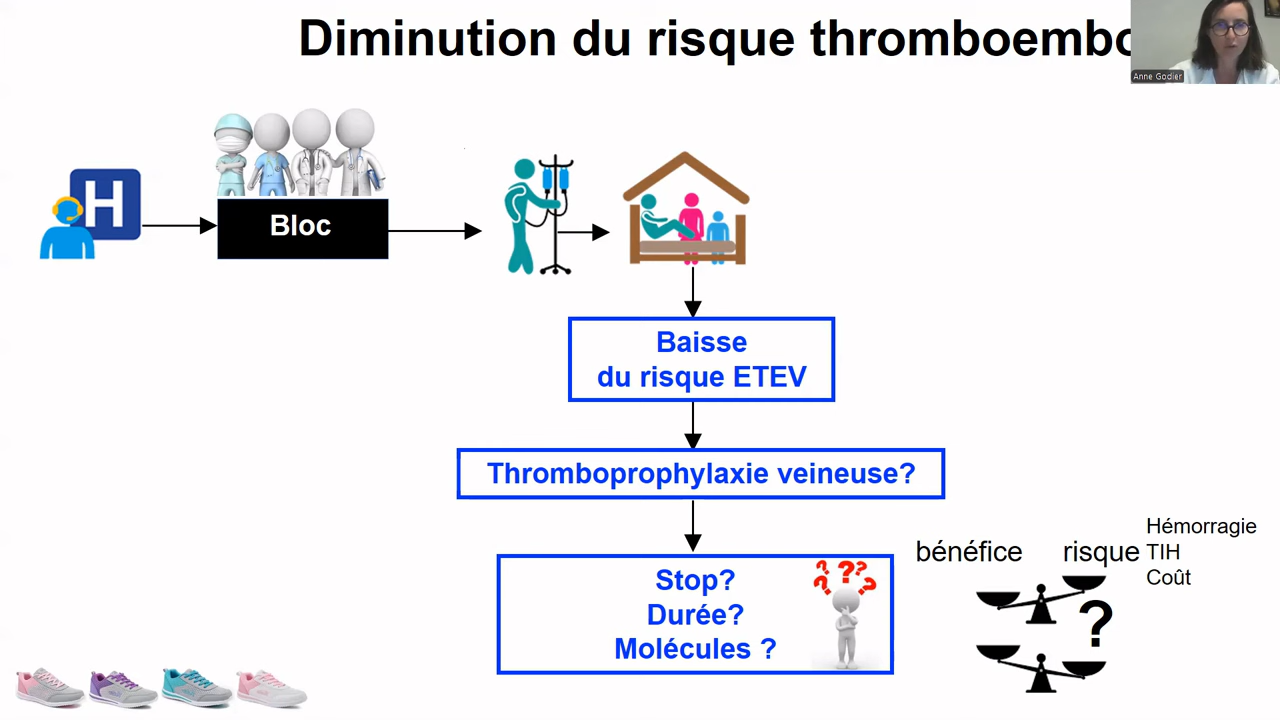 Diminution du risque thromboembo
Anne Godier
H
Bloc
Baisse
du risque ETEV
Thromboprophylaxie veineuse?
Stop?
Durée?
Molécules ?
? ? ? ?
bénéfice risque
Hémorragie
TIH
Coût
?